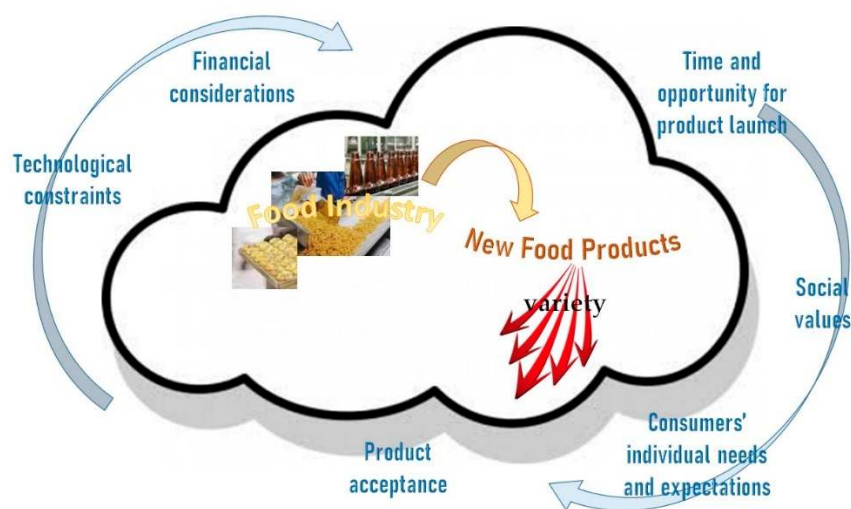 Financial
considerations
Time and
opportunity for
product launch
Technological
constraints
Food Industry
New Food Products
variety
Social
values
Consumers’
individual needs
and expectations
Product
acceptance